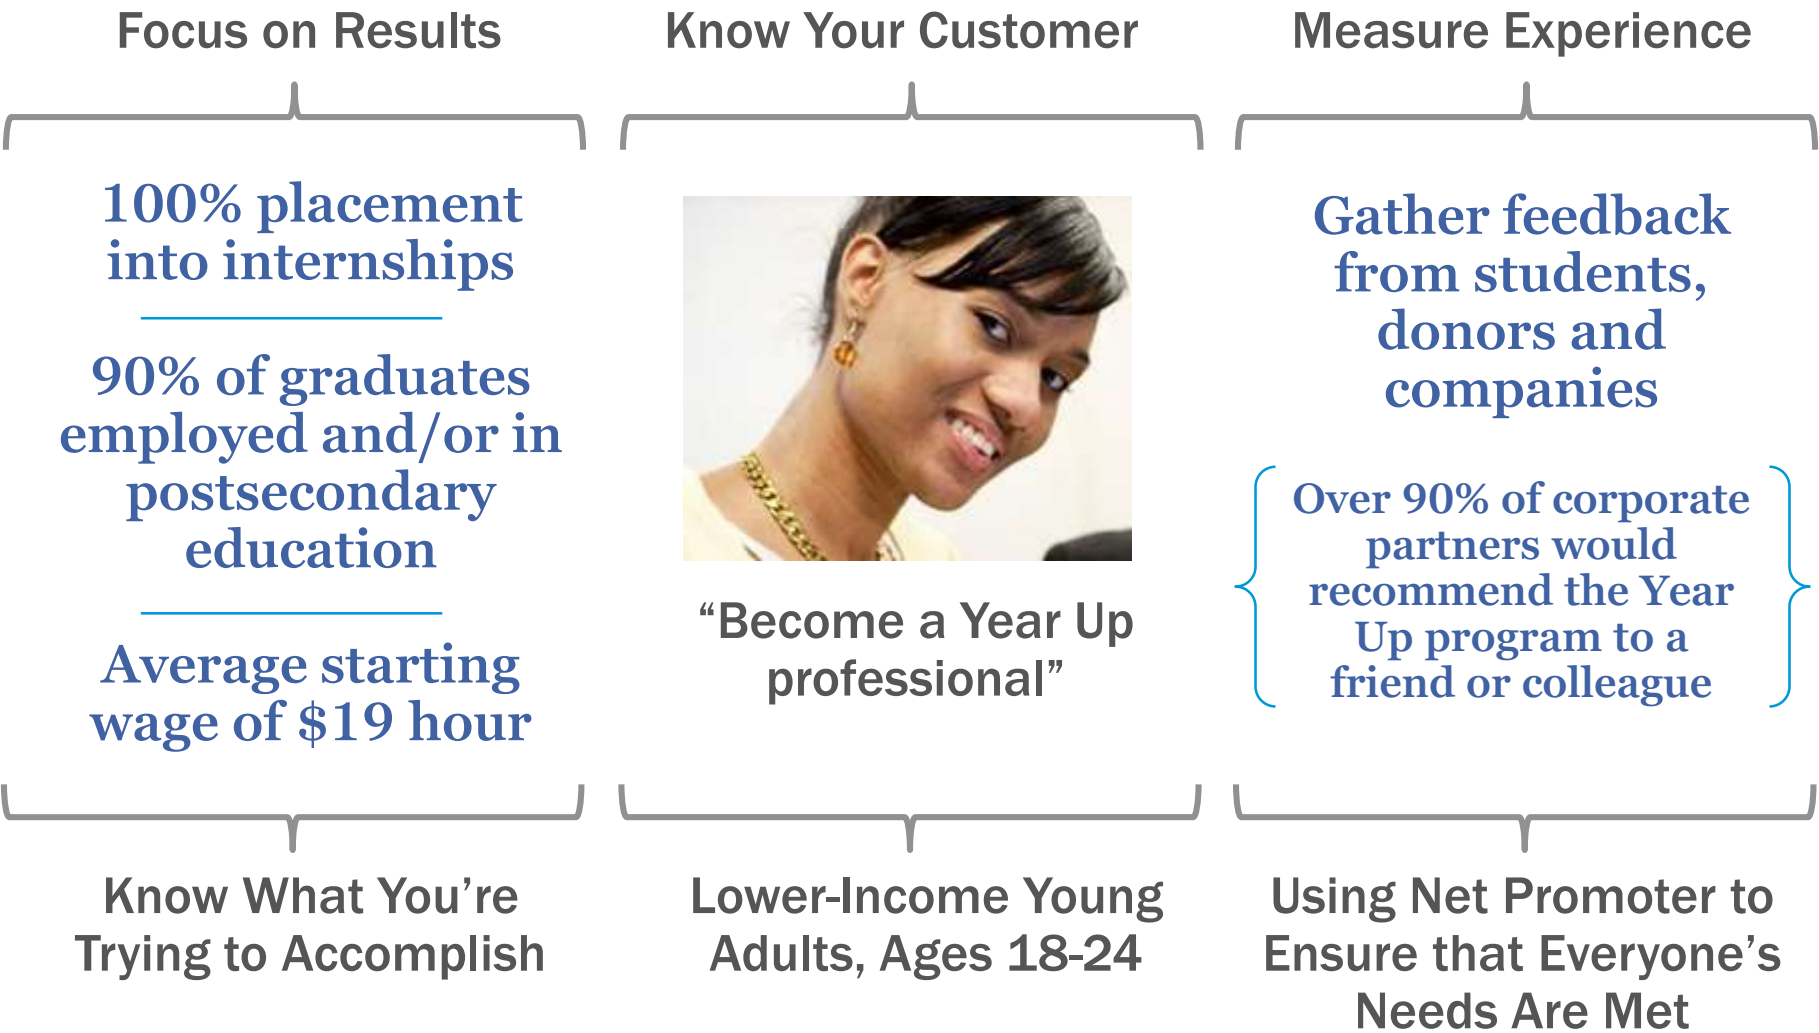 Focus on Results
100% placement
into internships
90% of graduates
employed and/or in
postsecondary
education
Average starting
wage of $19 hour
Know What You’re
Trying to Accomplish
Know Your Customer
“Become a Year Up
professional”
Lower-Income Young
Adults, Ages 18-24
Measure Experience
Gather feedback
from students,
donors and
companies
Over 90% of corporate
partners would
recommend the Year
Up program to a
friend or colleague
Using Net Promoter to
Ensure that Everyone’s
Needs Are Met